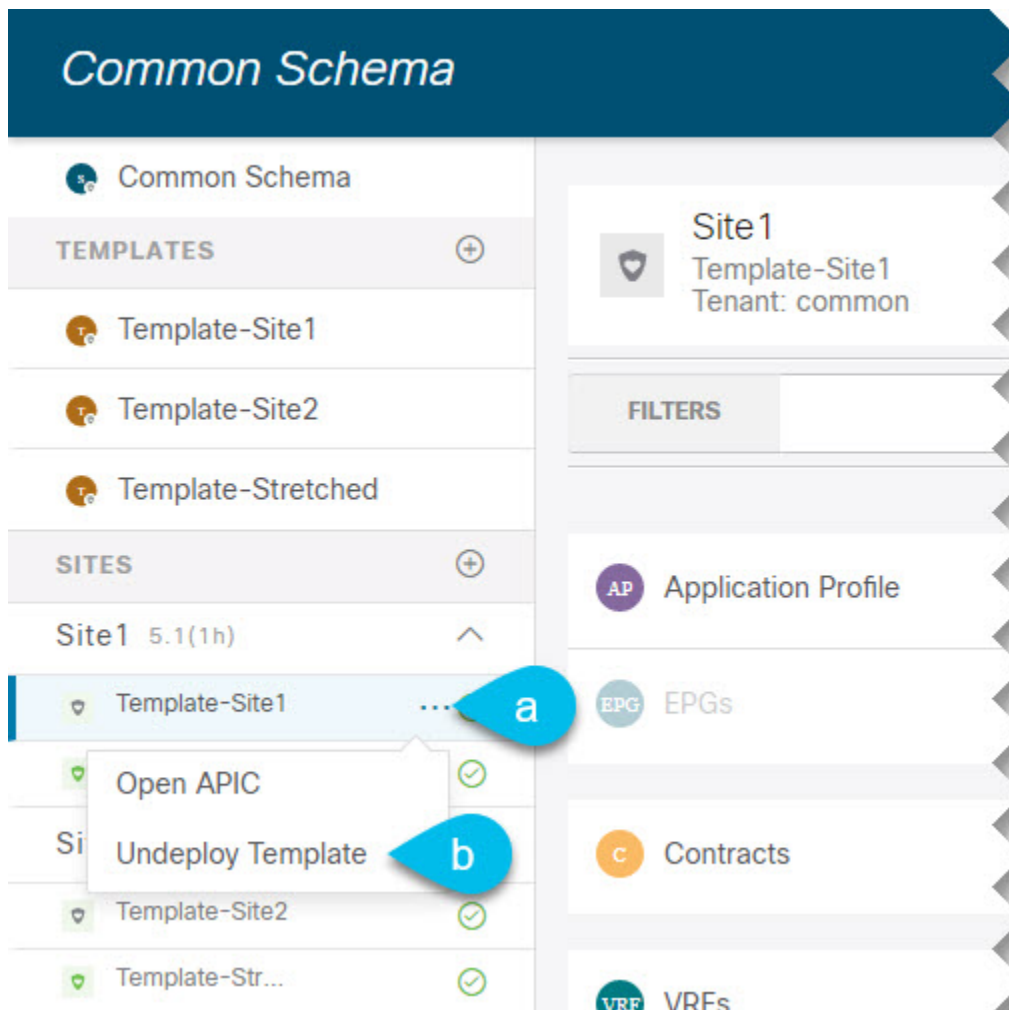 Common Schema
Common Schema
TEMPLATES
Template-Site1
Template-Site2
Template-Stretched
SITES
Site1 5.1(1h)
Template-Site1 ... a
Open APIC
Si
Undeploy Template b
Template-Site2
Template-Str...
Site1
Template-Site1
Tenant: common
FILTERS
AP Application Profile
EPG EPGs
C Contracts
VRF VRFs